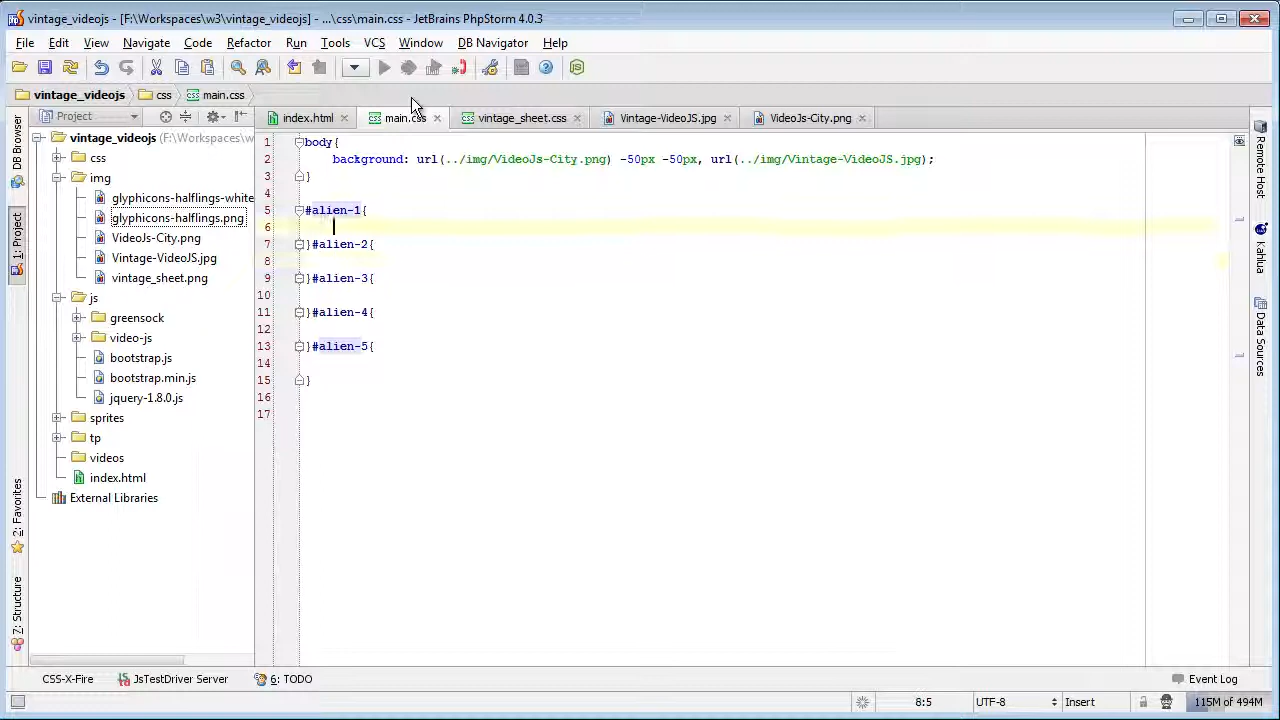 vintage_videojs - [F:\Workspaces\w3\vintage_videojs] - ...\css\main.css - JetBrains PhpStorm 4.0.3
File Edit View Navigate Code Refactor Run Tools VCS Window DB Navigator Help
vintage_videojs css main.css
Project
index.html main.css vintage_sheet.css Vintage-VideoJS.jpg VideoJs-City.png
vintage_videojs (F:\Workspaces\w
css
img
glyphicons-halflings-white
glyphicons-halflings.png
VideoJs-City.png
Vintage-VideoJS.jpg
vintage_sheet.png
js
greensock
video-js
bootstrap.js
bootstrap.min.js
jquery-1.8.0.js
sprites
tp
videos
index.html
External Libraries
1 body{
2 background: url(../img/VideoJs-City.png) -50px -50px, url(../img/Vintage-VideoJS.jpg);
3 }
4
5 #alien-1{
6
7 }#alien-2{
8
9 }#alien-3{
10
11 }#alien-4{
12
13 }#alien-5{
14
15 }
16
17
DB Browser
1: Project
2: Favorites
Z: Structure
Remote Host
Kahlua
Data Sources
CSS-X-Fire JsTestDriver Server 6: TODO Event Log
8:5 UTF-8 Insert 115M of 494M